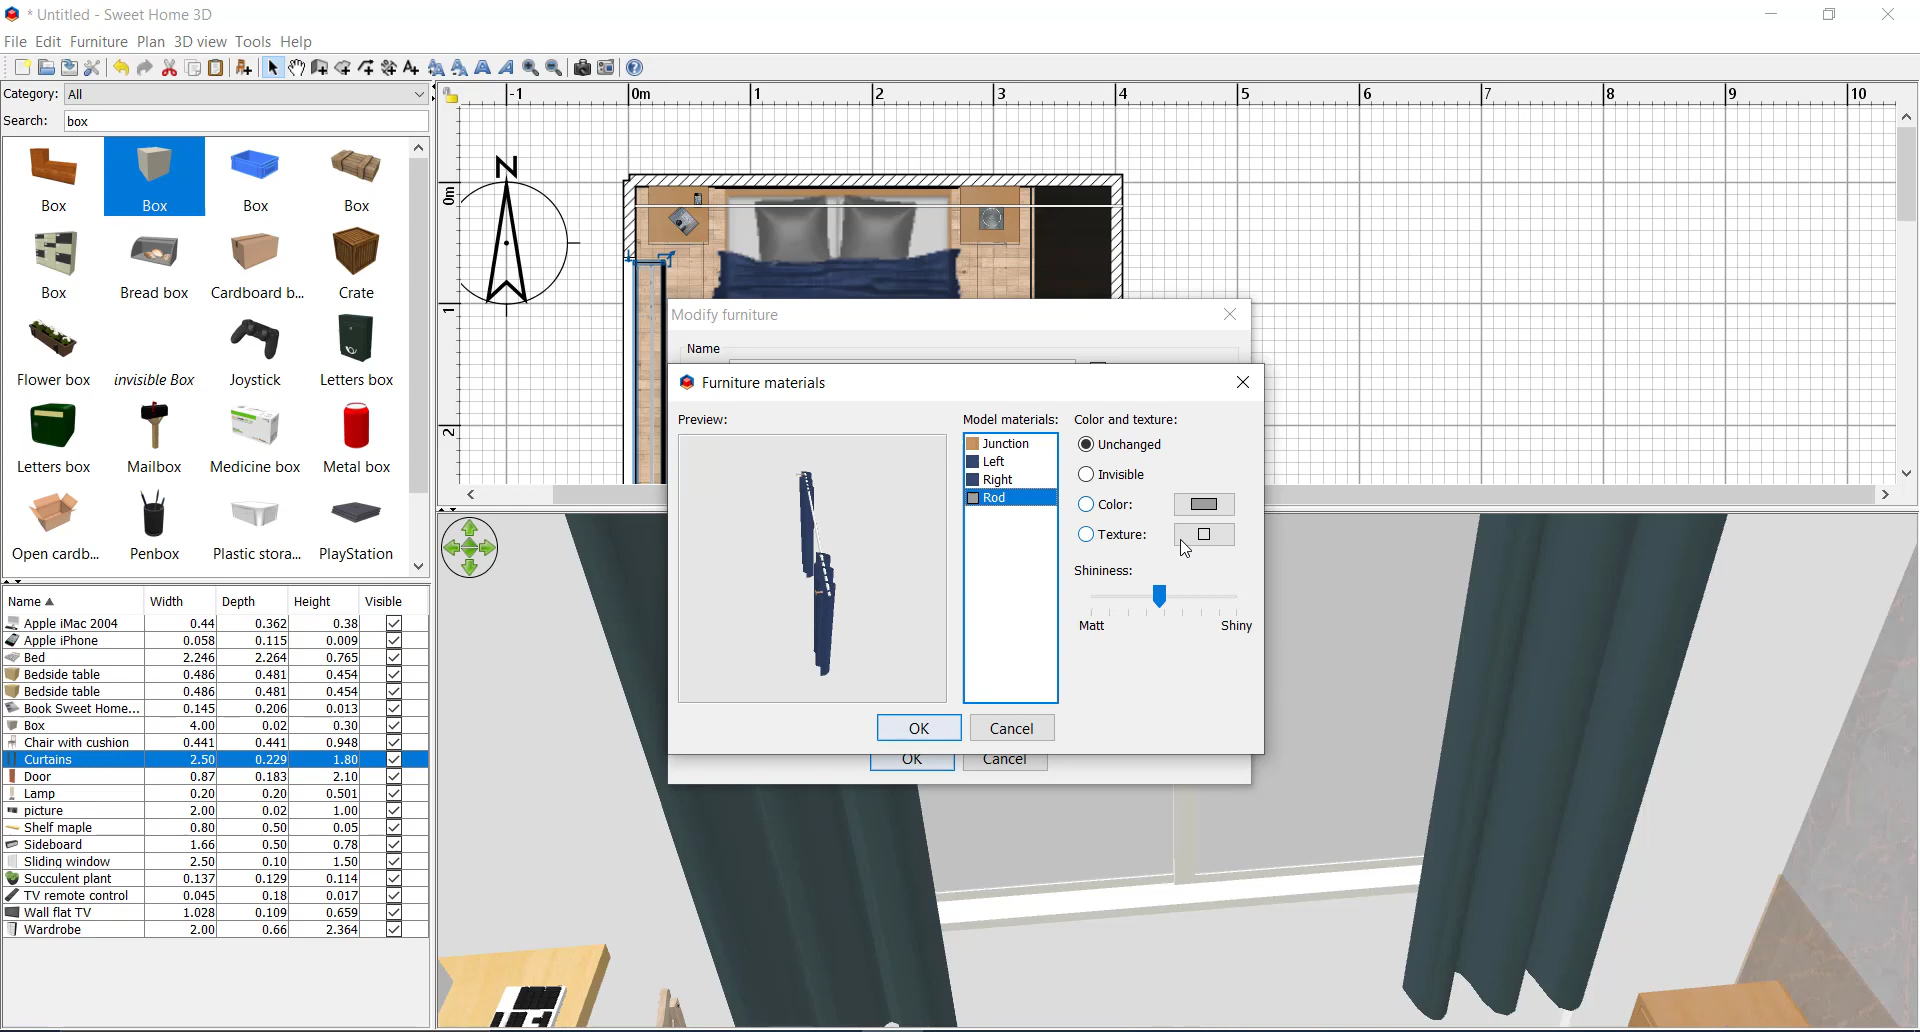 * Untitled - Sweet Home 3D
File Edit Furniture Plan 3D view Tools Help
Category: All
Search: box
Box Box Box Box
Box Bread box Cardboard b... Crate
Flower box invisible Box Joystick Letters box
Letters box Mailbox Medicine box Metal box
Open cardb... Penbox Plastic stora... PlayStation
Name Width Depth Height Visible
Apple iMac 2004 0.44 0.362 0.38
Apple iPhone 0.058 0.115 0.009
Bed 2.246 2.264 0.765
Bedside table 0.486 0.481 0.454
Bedside table 0.486 0.481 0.454
Book Sweet Home... 0.145 0.206 0.013
Box 4.00 0.02 0.30
Chair with cushion 0.441 0.441 0.948
Curtains 2.50 0.229 1.80
Door 0.87 0.183 2.10
Lamp 0.20 0.20 0.501
picture 2.00 0.02 1.00
Shelf maple 0.80 0.50 0.05
Sideboard 1.66 0.50 0.78
Sliding window 2.50 0.10 1.50
Succulent plant 0.137 0.129 0.114
TV remote control 0.045 0.18 0.017
Wall flat TV 1.028 0.109 0.659
Wardrobe 2.00 0.66 2.364
-1 0m 1 2 3 4 5 6 7 8 9 10
0m
1
2
N
Modify furniture
Name
Furniture materials
Preview:
Model materials:
Junction
Left
Right
Rod
Color and texture:
Unchanged
Invisible
Color:
Texture:
Shininess:
Matt Shiny
OK Cancel
OK Cancel